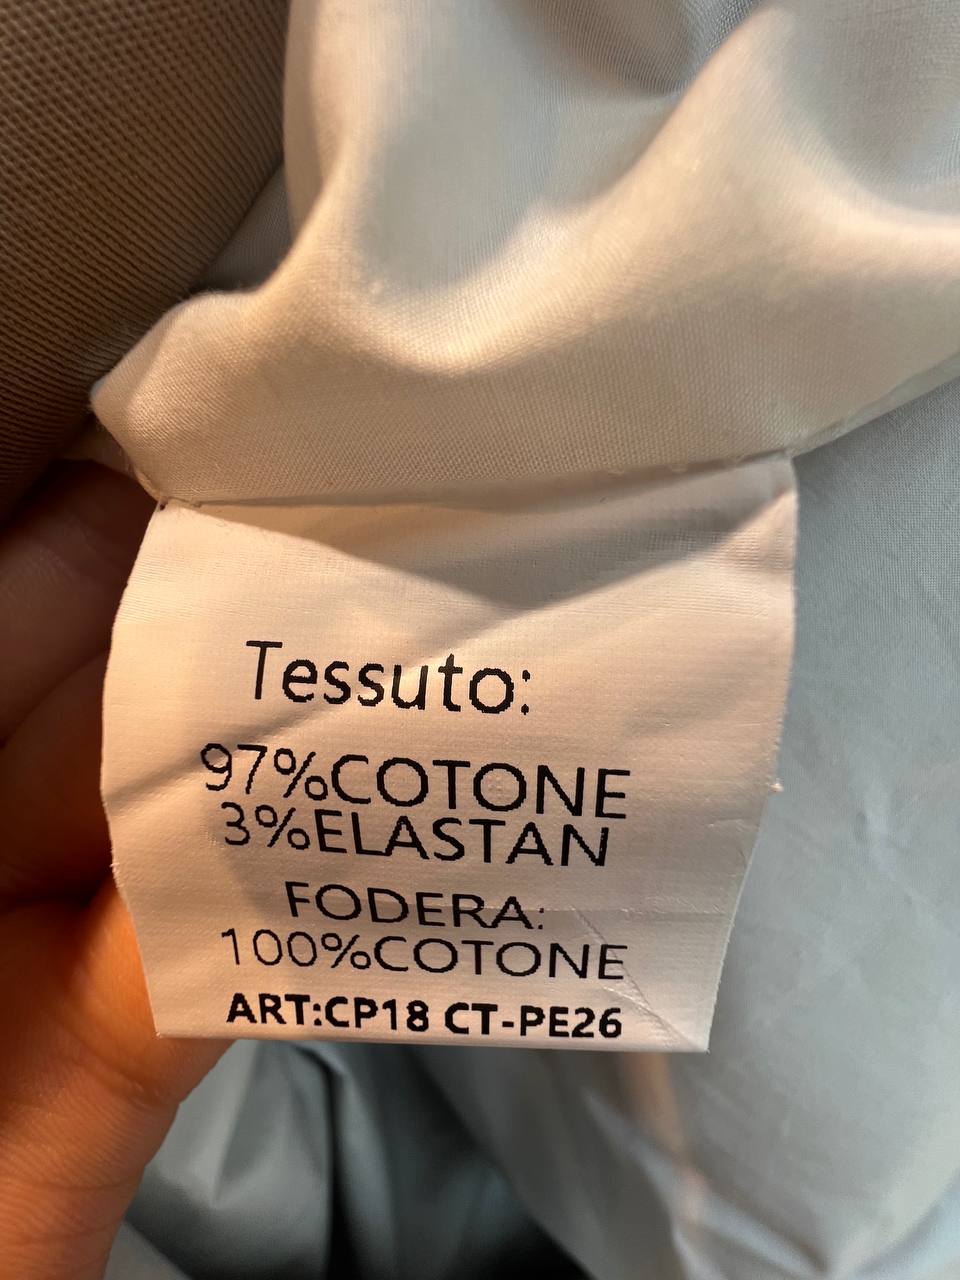 Tessuto:
97%COTONE
3%ELASTAN
FODERA:
100%COTONE
ART:CP18 CT-PE26